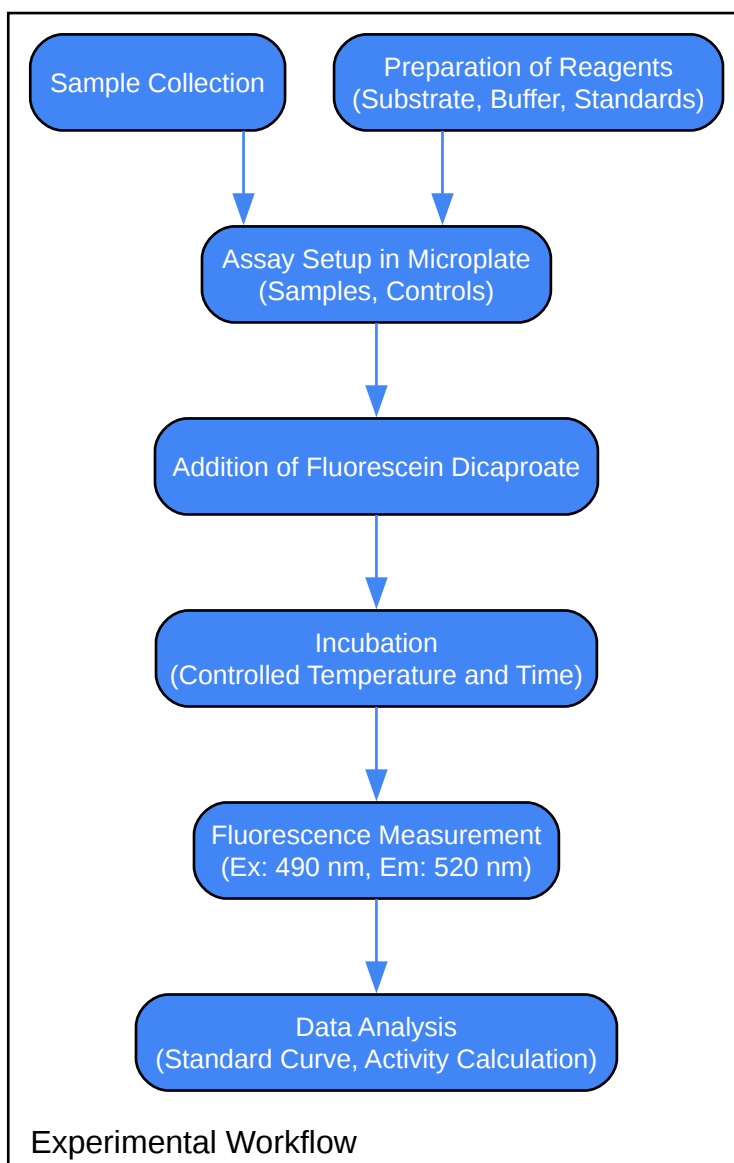 Sample Collection
Preparation of Reagents
(Substrate, Buffer, Standards)
Assay Setup in Microplate
(Samples, Controls)
Addition of Fluorescein Dicaproate
Incubation
(Controlled Temperature and Time)
Fluorescence Measurement
(Ex: 490 nm, Em: 520 nm)
Data Analysis
(Standard Curve, Activity Calculation)
Experimental Workflow